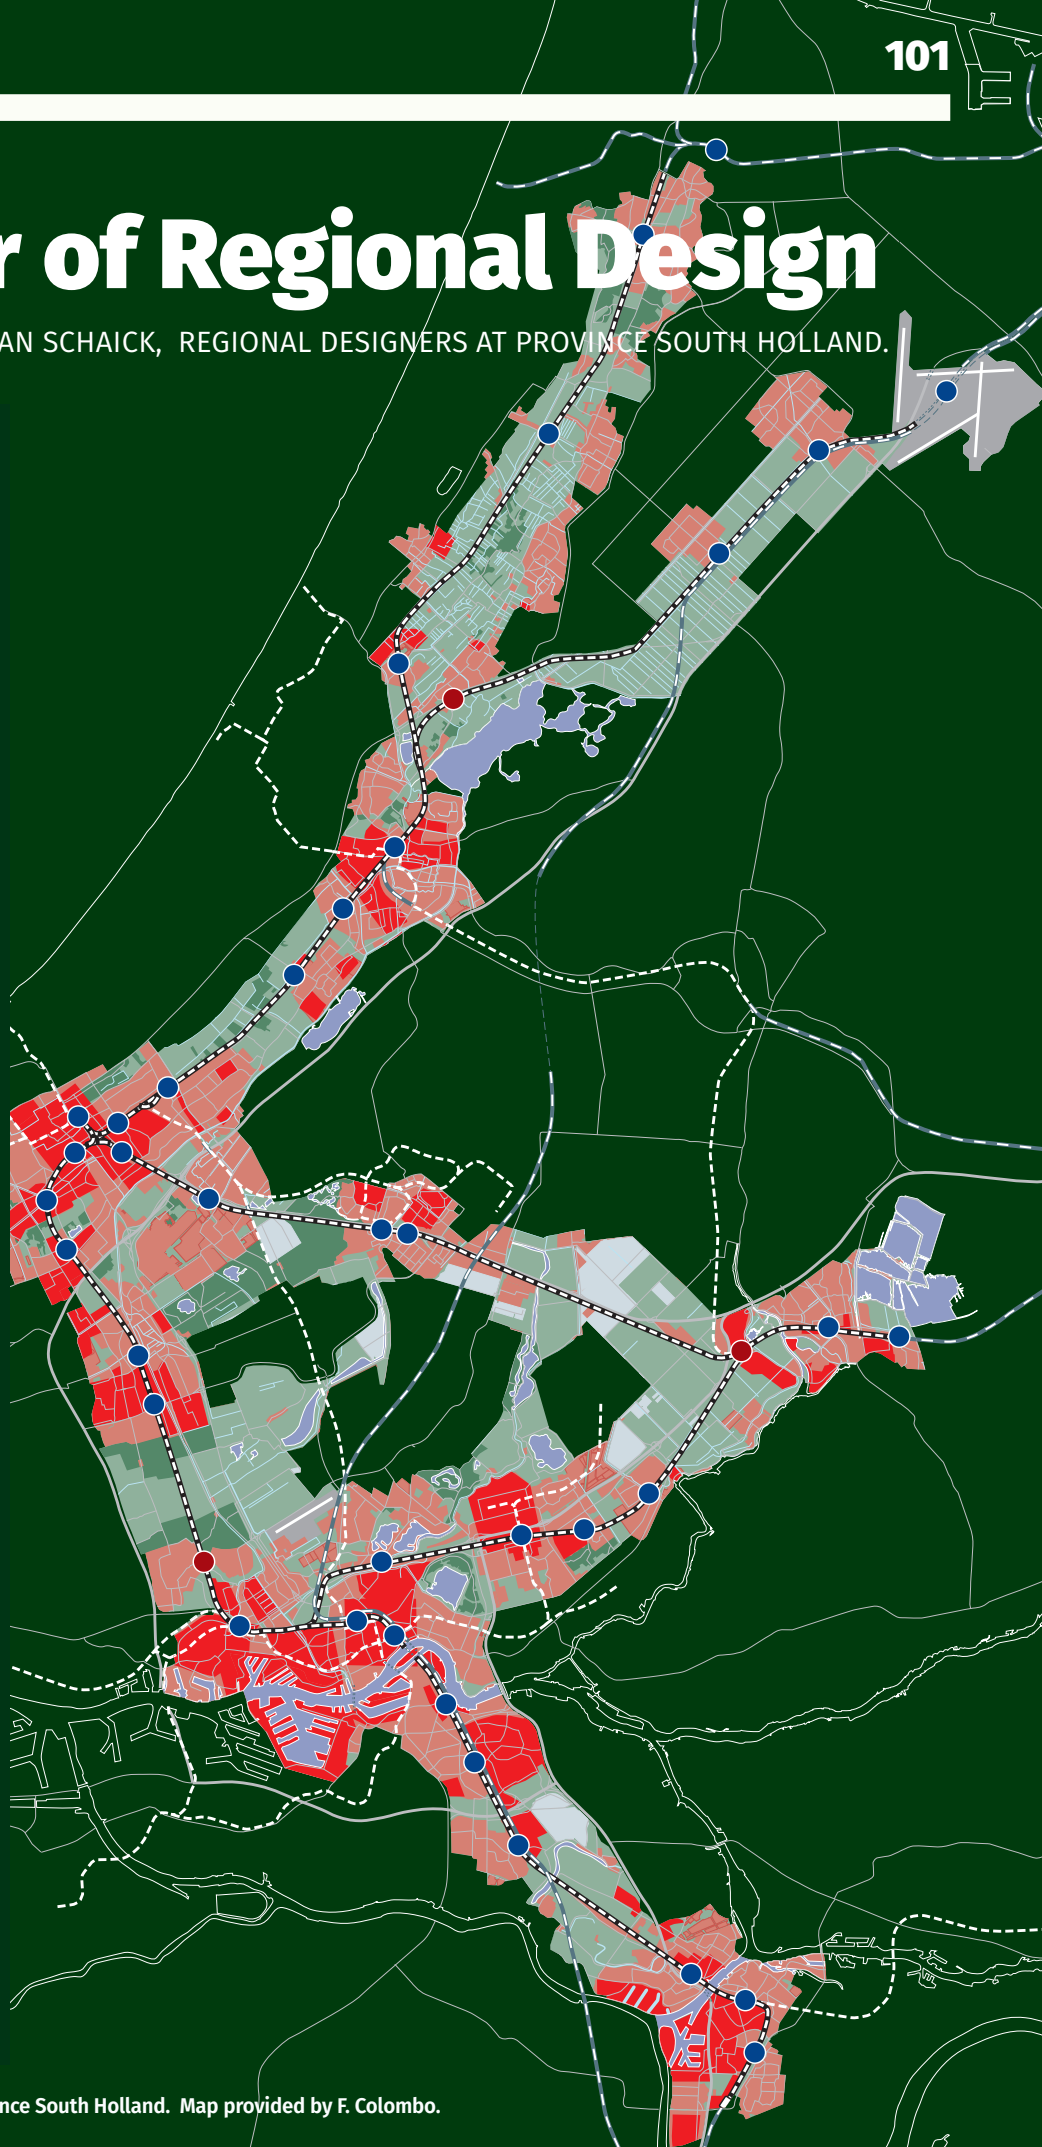 101
r of Regional Design
AN SCHAICK, REGIONAL DESIGNERS AT PROVINCE SOUTH HOLLAND.
nce South Holland. Map provided by F. Colombo.